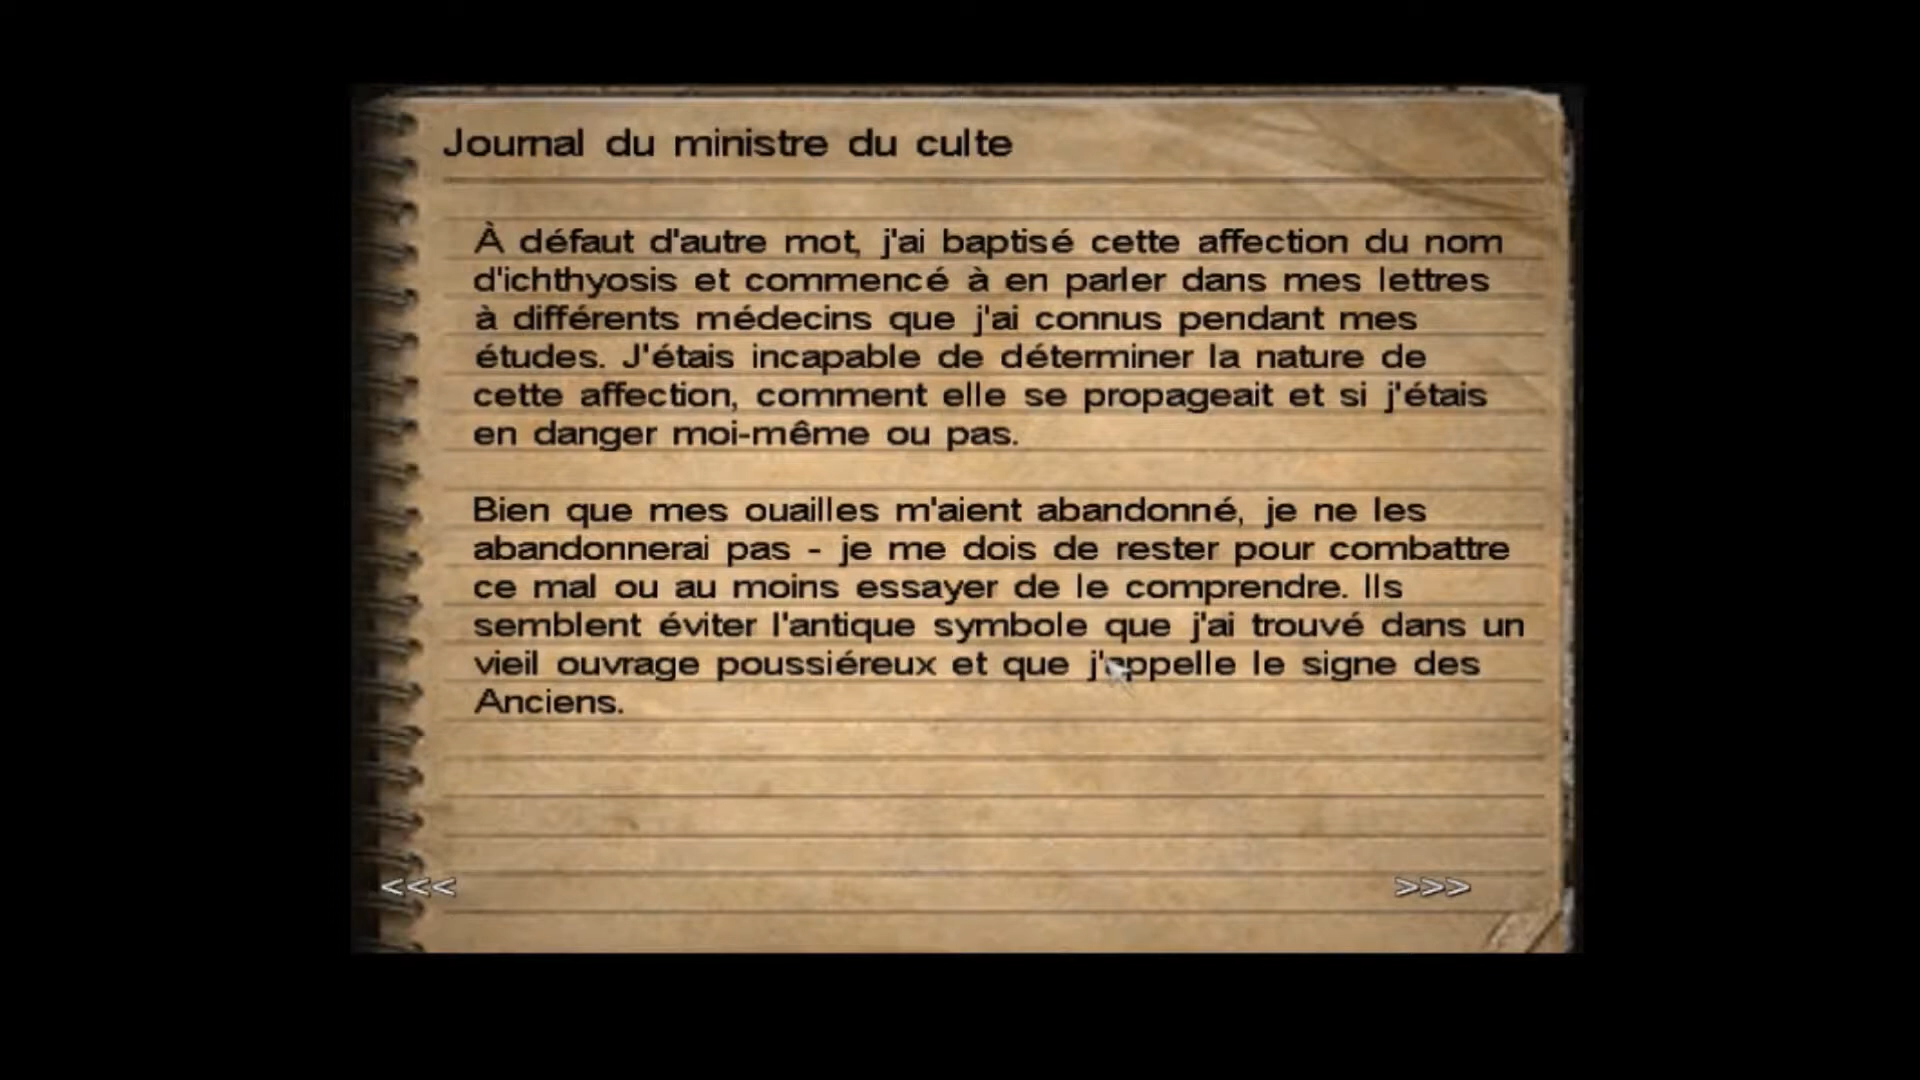 Journal du ministre du culte
À défaut d'autre mot, j'ai baptisé cette affection du nom
d'ichthyosis et commencé à en parler dans mes lettres
à différents médecins que j'ai connus pendant mes
études. J'étais incapable de déterminer la nature de
cette affection, comment elle se propageait et si j'étais
en danger moi-même ou pas.
Bien que mes ouailles m'aient abandonné, je ne les
abandonnerai pas - je me dois de rester pour combattre
ce mal ou au moins essayer de le comprendre. Ils
semblent éviter l'antique symbole que j'ai trouvé dans un
vieil ouvrage poussiéreux et que j'appelle le signe des
Anciens.
<<< >>>